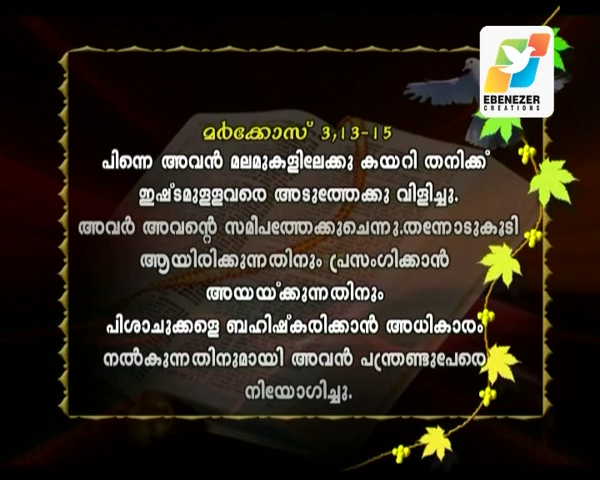 EBENEZER
CREATIONS
മർക്കോസ് 3,13-15
പിന്നെ അവൻ മലമുകളിലേക്കു കയറി തനിക്ക്
ഇഷ്ടമുള്ളവരെ അടുത്തേക്കു വിളിച്ചു.
അവർ അവന്റെ സമീപത്തേക്കുചെന്നു.തന്നോടുകൂടി
ആയിരിക്കുന്നതിനും പ്രസംഗിക്കാൻ
അയയ്ക്കുന്നതിനും
പിശാചുക്കളെ ബഹിഷ്കരിക്കാൻ അധികാരം
നൽകുന്നതിനുമായി അവൻ പന്ത്രണ്ടുപേരെ
നിയോഗിച്ചു.